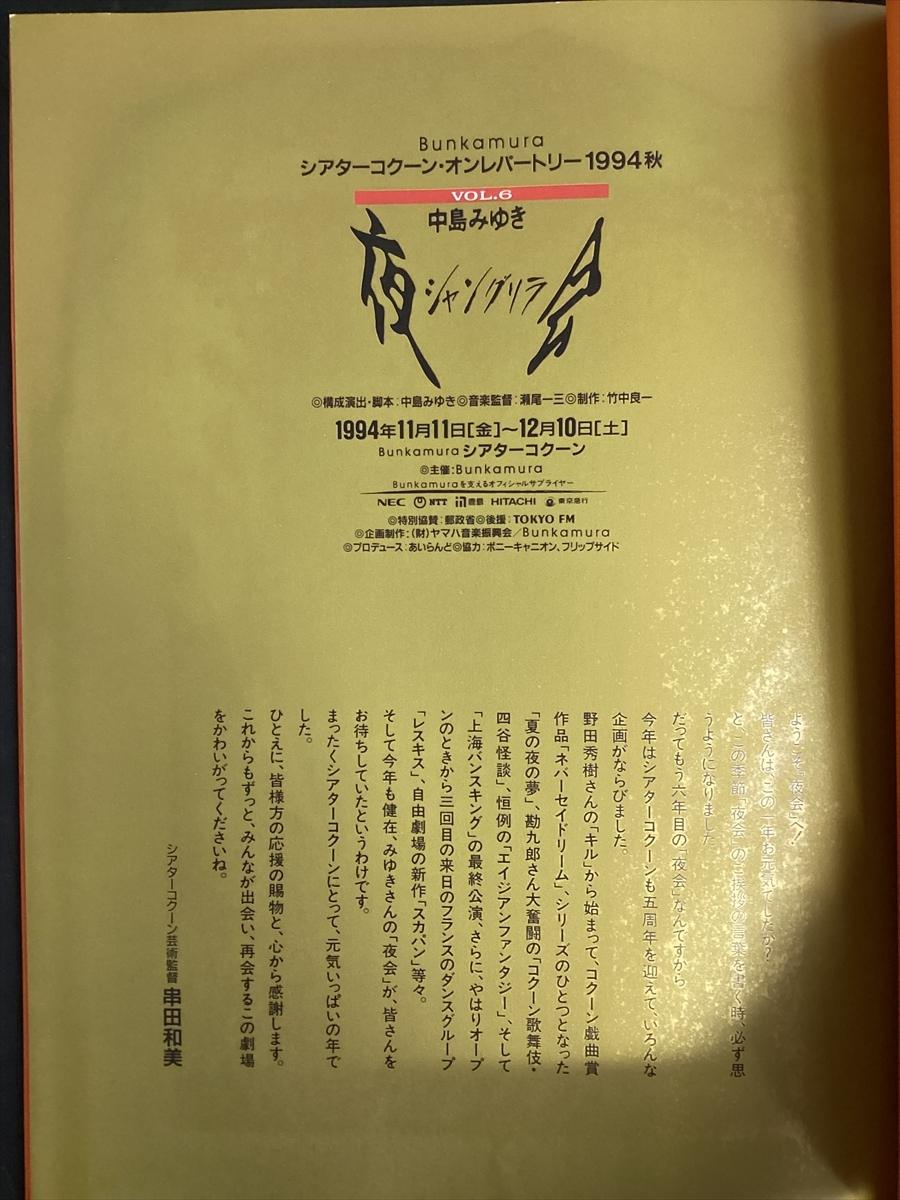 Bunkamura
シアターコクーン・オンレパートリー1994秋
VOL.6
中島みゆき
夜会
シャングリラ
◎構成演出・脚本:中島みゆき◎音楽監督:瀬尾一三◎制作:竹中良一
1994年11月11日[金]〜12月10日[土]
Bunkamuraシアターコクーン
◎主催:Bunkamura
Bunkamuraを支えるオフィシャルサプライヤー
NEC NTT 鹿島 HITACHI 東京急行
◎特別協賛:郵政省◎後援:TOKYO FM
◎企画制作:(財)ヤマハ音楽振興会/Bunkamura
◎プロデュース:あいらんど◎協力:ポニーキャニオン、フリップサイド
ようこそ「夜会」へ!
皆さんは、この一年お元気でしたか?
と、この季節「夜会」のご挨拶の言葉を書く時、必ず思
うようになりました。
だってもう六年目の「夜会」なんですから
今年はシアターコクーンも五周年を迎えて、いろんな
企画がならびました。
野田秀樹さんの「キル」から始まって、コクーン戯曲賞
作品「ネバーセイドリーム」、シリーズのひとつとなった
「夏の夜の夢」、勘九郎さん大奮闘の「コクーン歌舞伎・
四谷怪談」、恒例の「エイジアンファンタジー」、そして
「上海バンスキング」の最終公演、さらに、やはりオープ
ンのときから三回目の来日のフランスのダンスグループ
「レスキス」、自由劇場の新作「スカパン」等々。
そして今年も健在、みゆきさんの「夜会」が、皆さんを
お待ちしていたというわけです。
まったくシアターコクーンにとって、元気いっぱいの年で
した。
ひとえに、皆様方の応援の賜物と、心から感謝します。
これからもずっと、みんなが出会い、再会するこの劇場
をかわいがってくださいね。
シアターコクーン芸術監督 串田和美